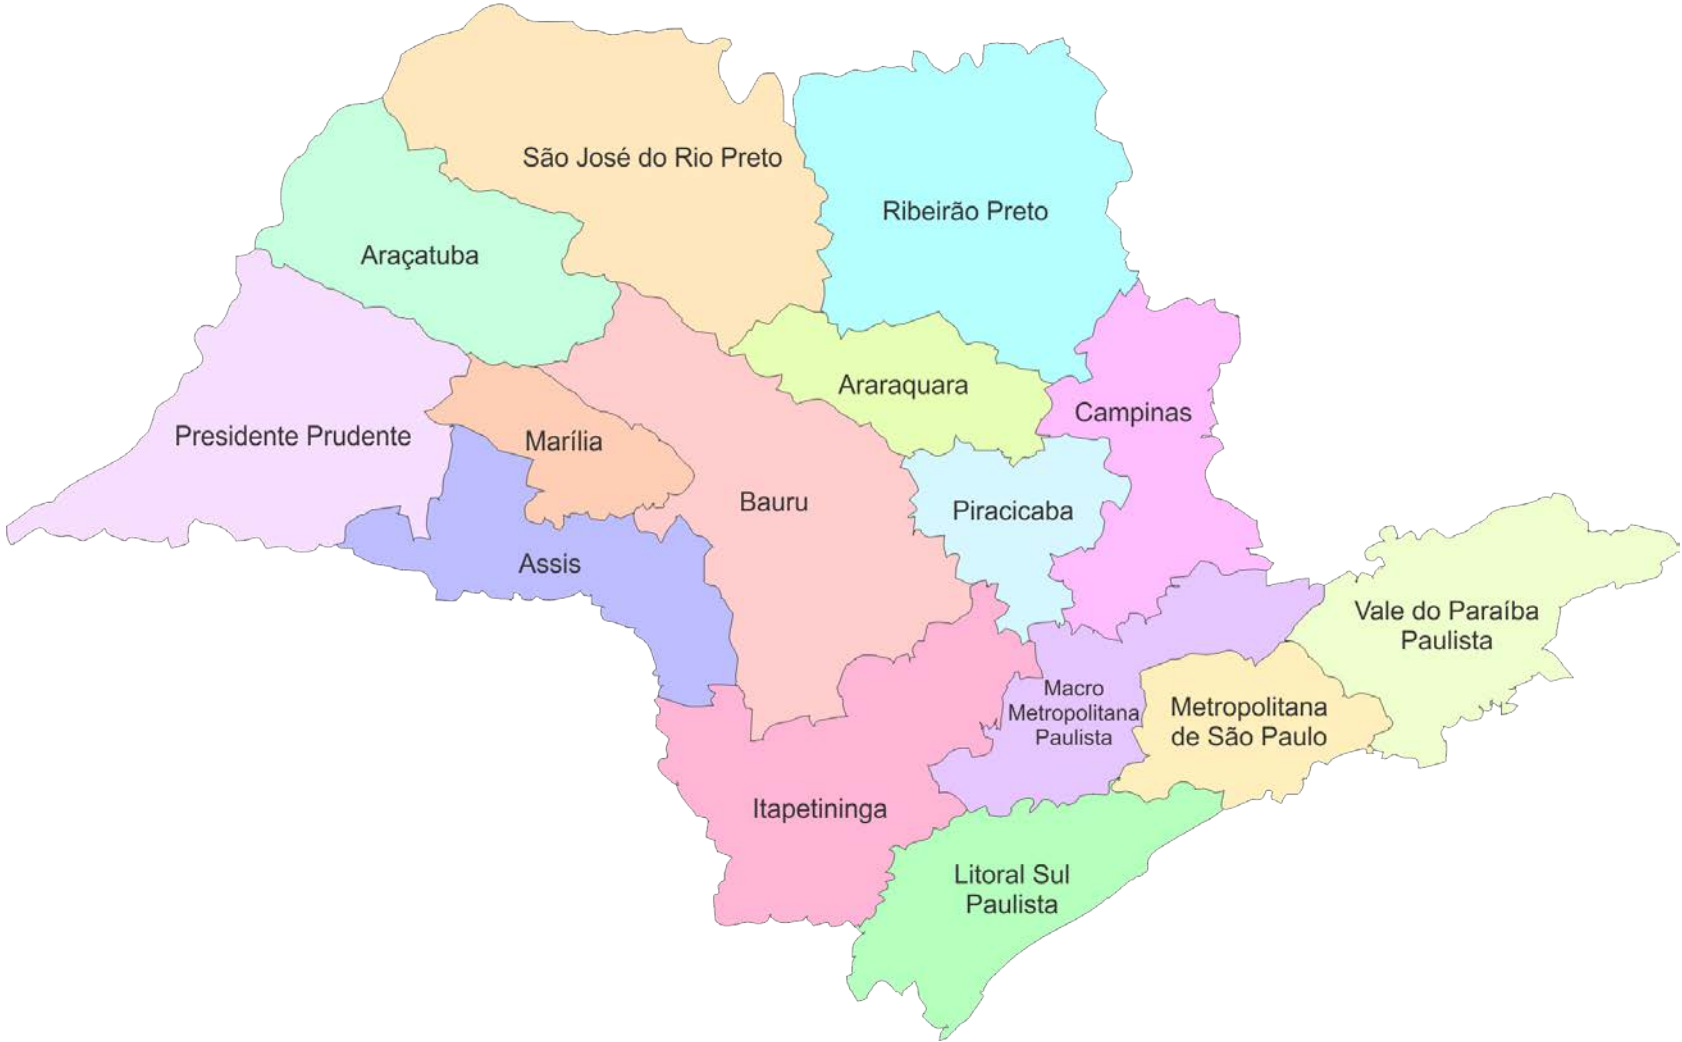 São José do Rio Preto
Ribeirão Preto
Araçatuba
Araraquara
Campinas
Presidente Prudente
Marília
Bauru
Piracicaba
Assis
Vale do Paraíba
Paulista
Macro
Metropolitana
Paulista
Metropolitana
de São Paulo
Itapetininga
Litoral Sul
Paulista